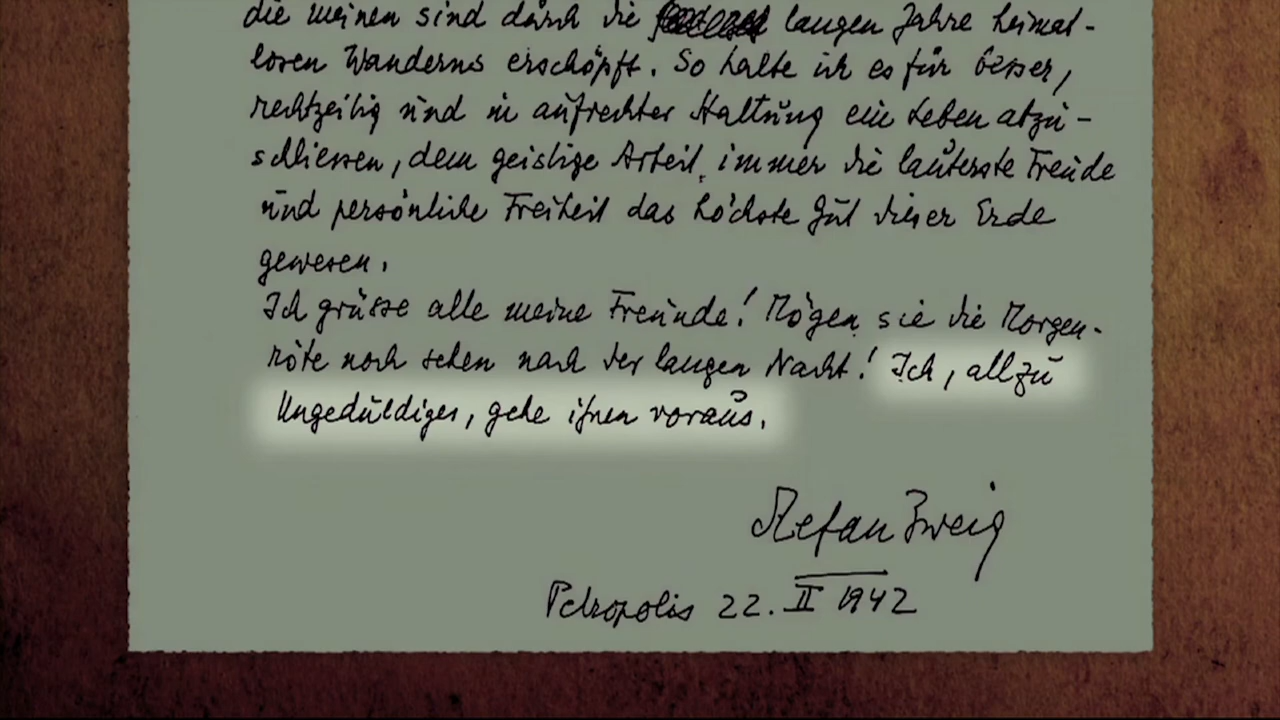 die meinen sind durch die langen Jahre heimat-
losen Wanderns erschöpft. So halte ich es für besser,
rechtzeitig und in aufrechter Haltung ein Leben abzu-
schliessen, dem geistige Arbeit immer die lauterste Freude
und persönliche Freiheit das höchste Gut dieser Erde
gewesen.
Ich grüsse alle meine Freunde! Mögen sie die Morgen-
röte noch sehen nach der langen Nacht! Ich, allzu
Ungeduldiger, gehe ihnen voraus.
Stefan Zweig
Petropolis 22. II 1942